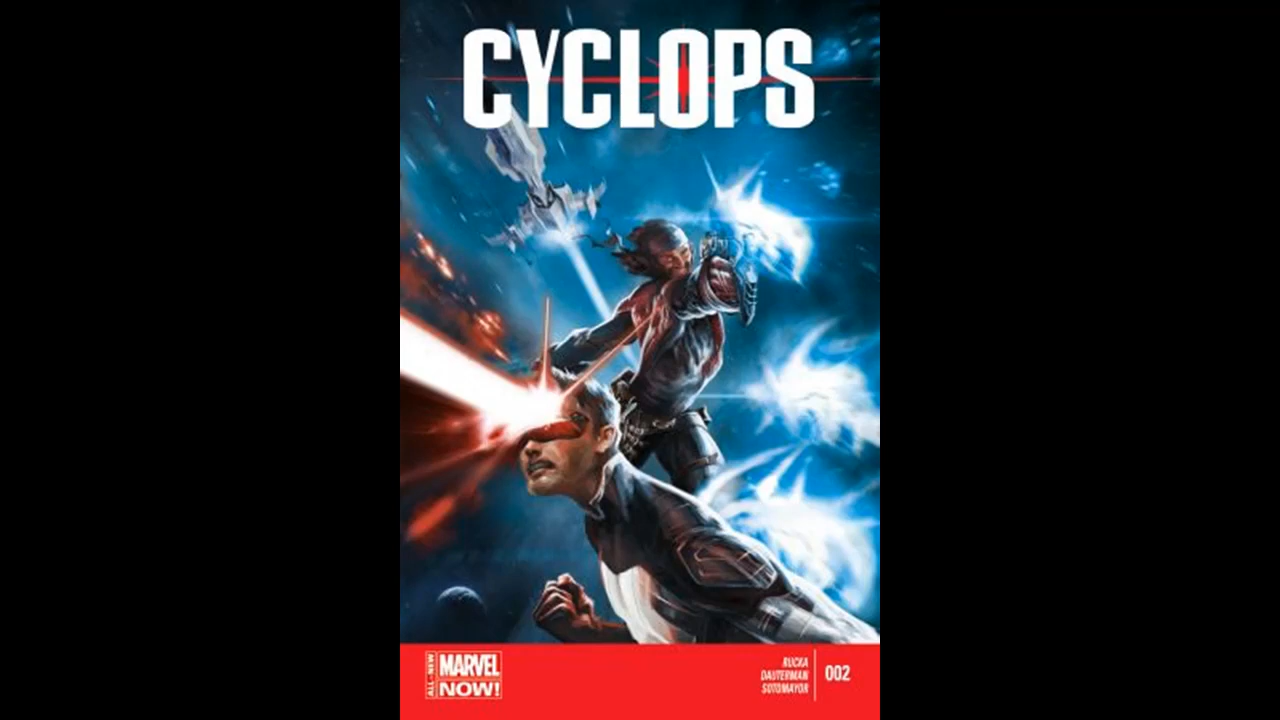 CYCLOPS
ALL-NEW
MARVEL
NOW!
RUCKA
DAUTERMAN
SOTOMAYOR
002